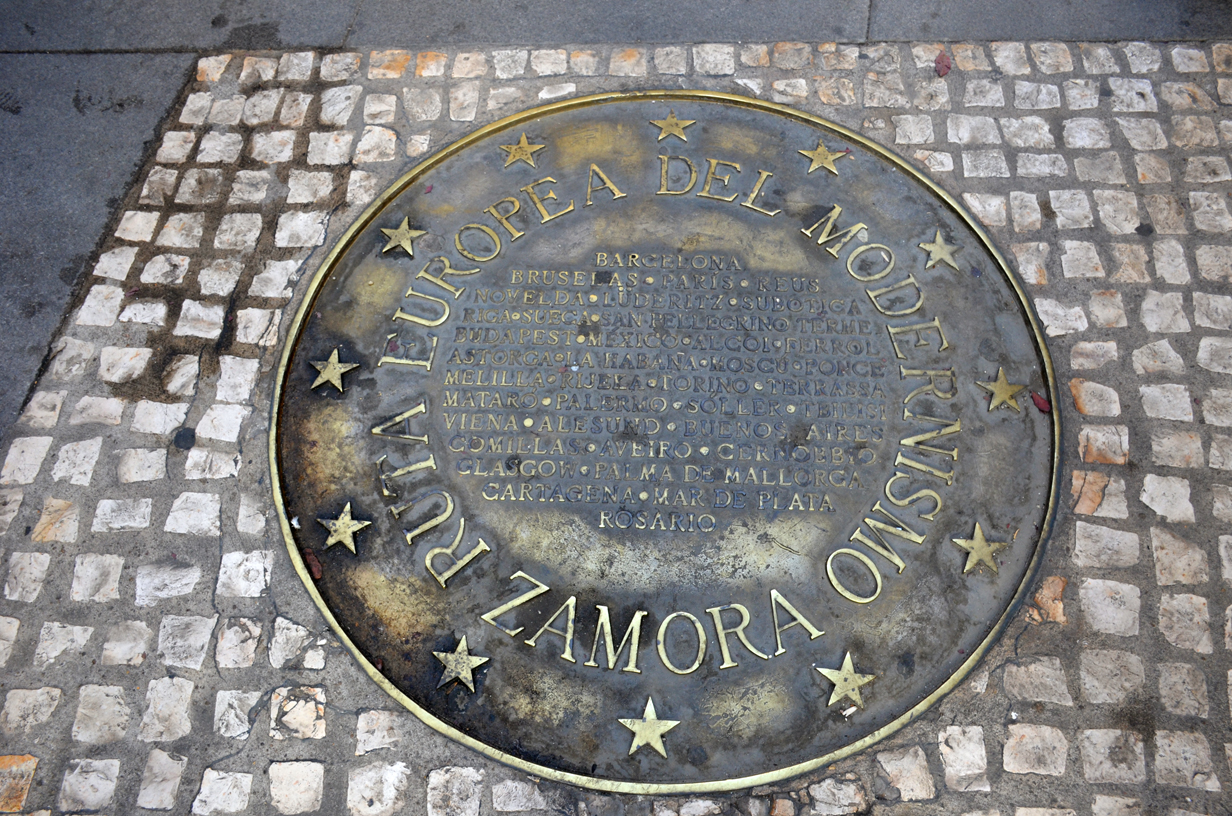 RUTA EUROPEA DEL MODERNISMO
BARCELONA
BRUSELAS • PARÍS • REUS
NOVELDA • LÜDERITZ • SUBOTICA
RIGA • SUECA • SAN PELLEGRINO TERME
BUDAPEST • MÉXICO • ALCOI • FERROL
ASTORGA • LA HABANA • MOSCÚ • PONCE
MELILLA • RIJEKA • TORINO • TERRASSA
MATARÓ • PALERMO • SÓLLER • TBILICI
VIENA • ALESUND • BUENOS AIRES
COMILLAS • AVEIRO • CERNOBBIO
GLASGOW • PALMA DE MALLORCA
CARTAGENA • MAR DE PLATA
ROSARIO
ZAMORA